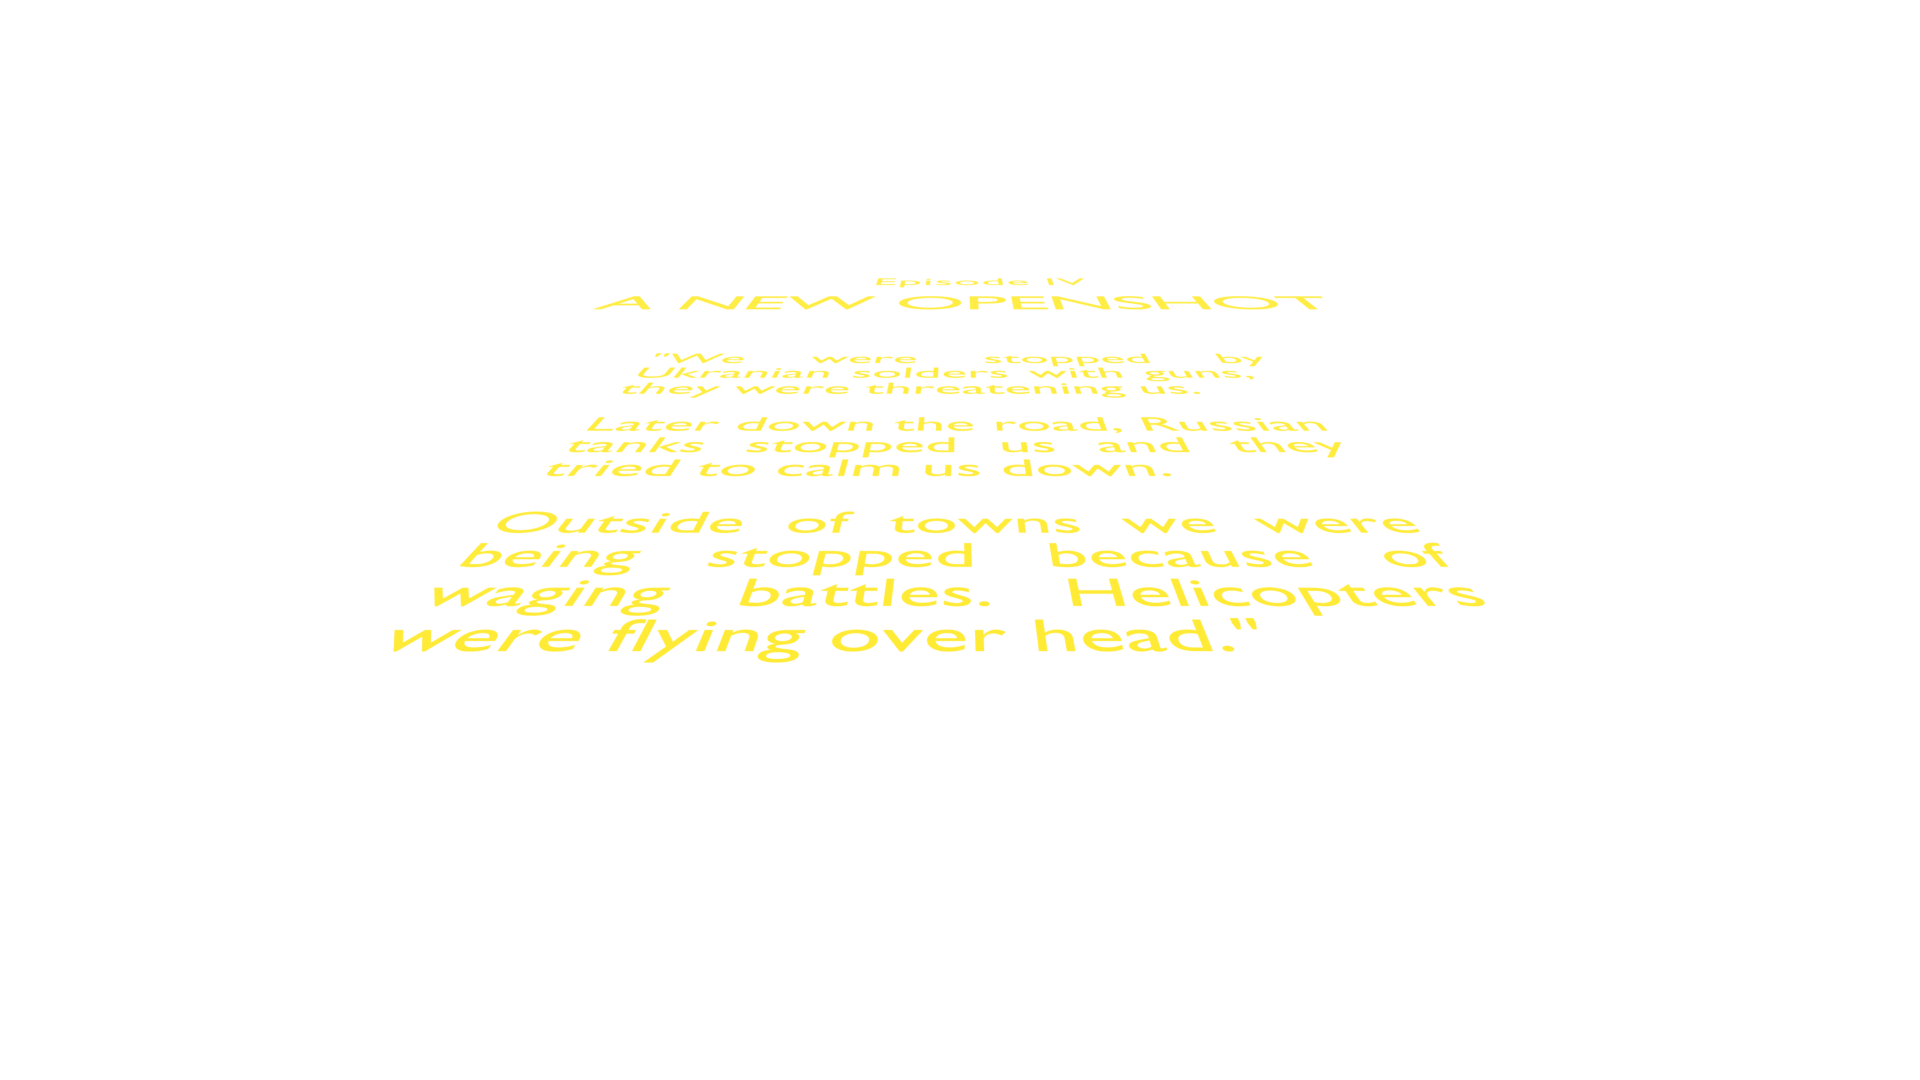 Episode IV
A NEW OPENSHOT
"We were stopped by
Ukranian solders with guns,
they were threatening us.
Later down the road, Russian
tanks stopped us and they
tried to calm us down.
Outside of towns we were
being stopped because of
waging battles. Helicopters
were flying over head."